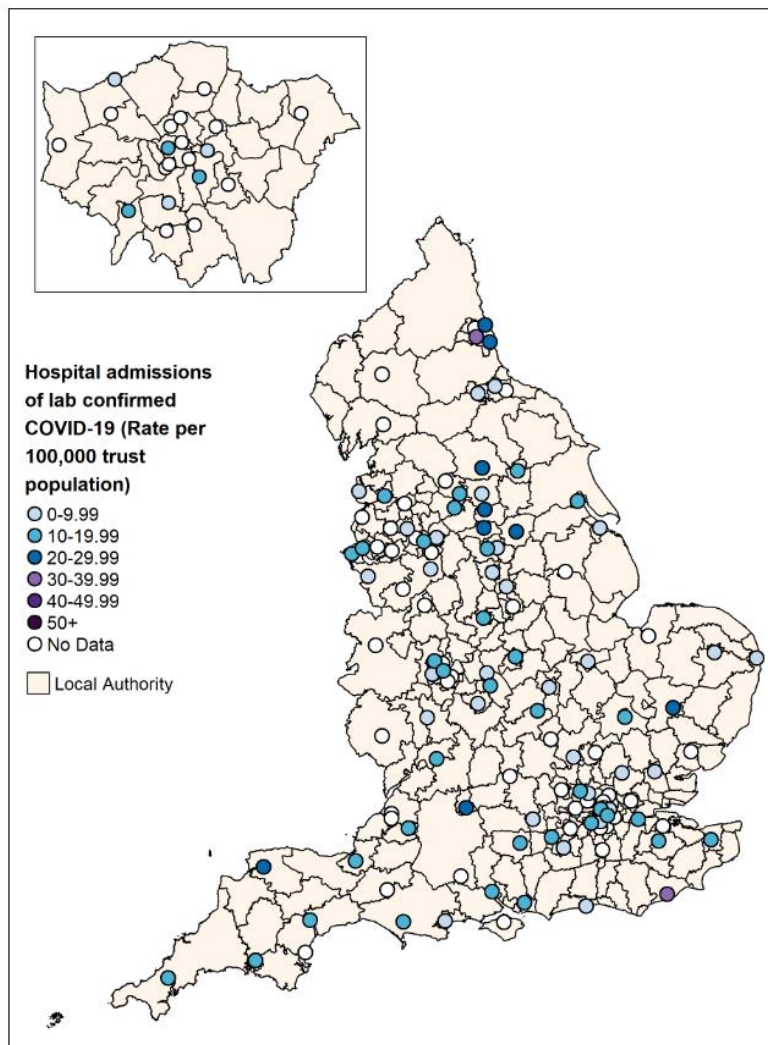 Hospital admissions
of lab confirmed
COVID-19 (Rate per
100,000 trust
population)
0-9.99
10-19.99
20-29.99
30-39.99
40-49.99
50+
No Data
Local Authority